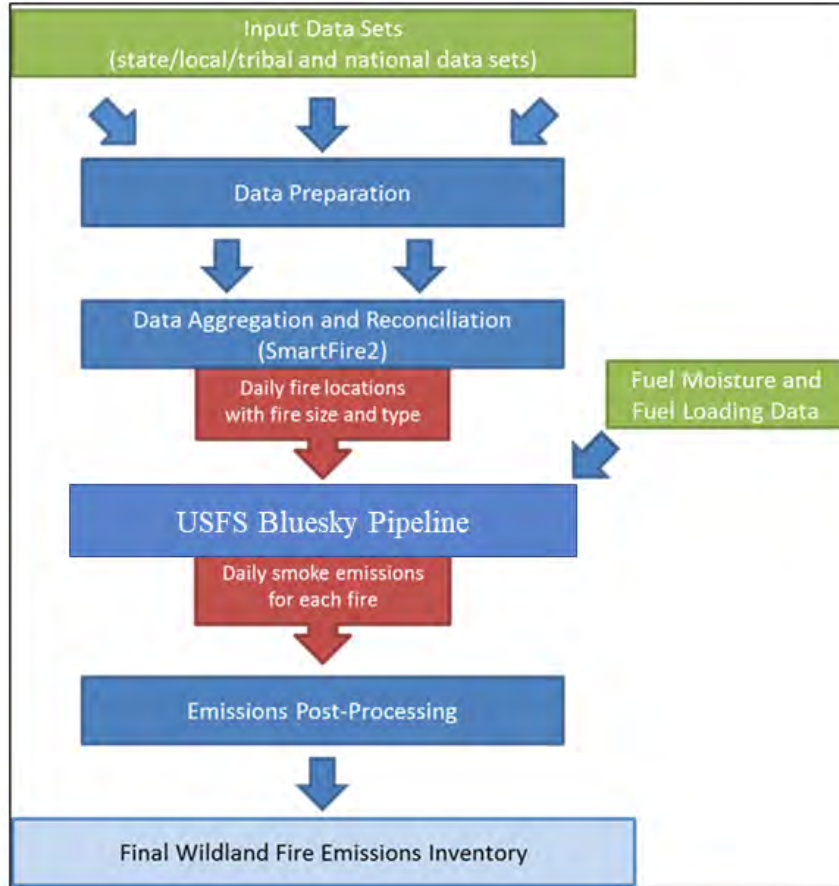 Input Data Sets
(state/local/tribal and national data sets)
Data Preparation
Data Aggregation and Reconciliation
(SmartFire2)
Daily fire locations
with fire size and type
Fuel Moisture and
Fuel Loading Data
USFS Bluesky Pipeline
Daily smoke emissions
for each fire
Emissions Post-Processing
Final Wildland Fire Emissions Inventory